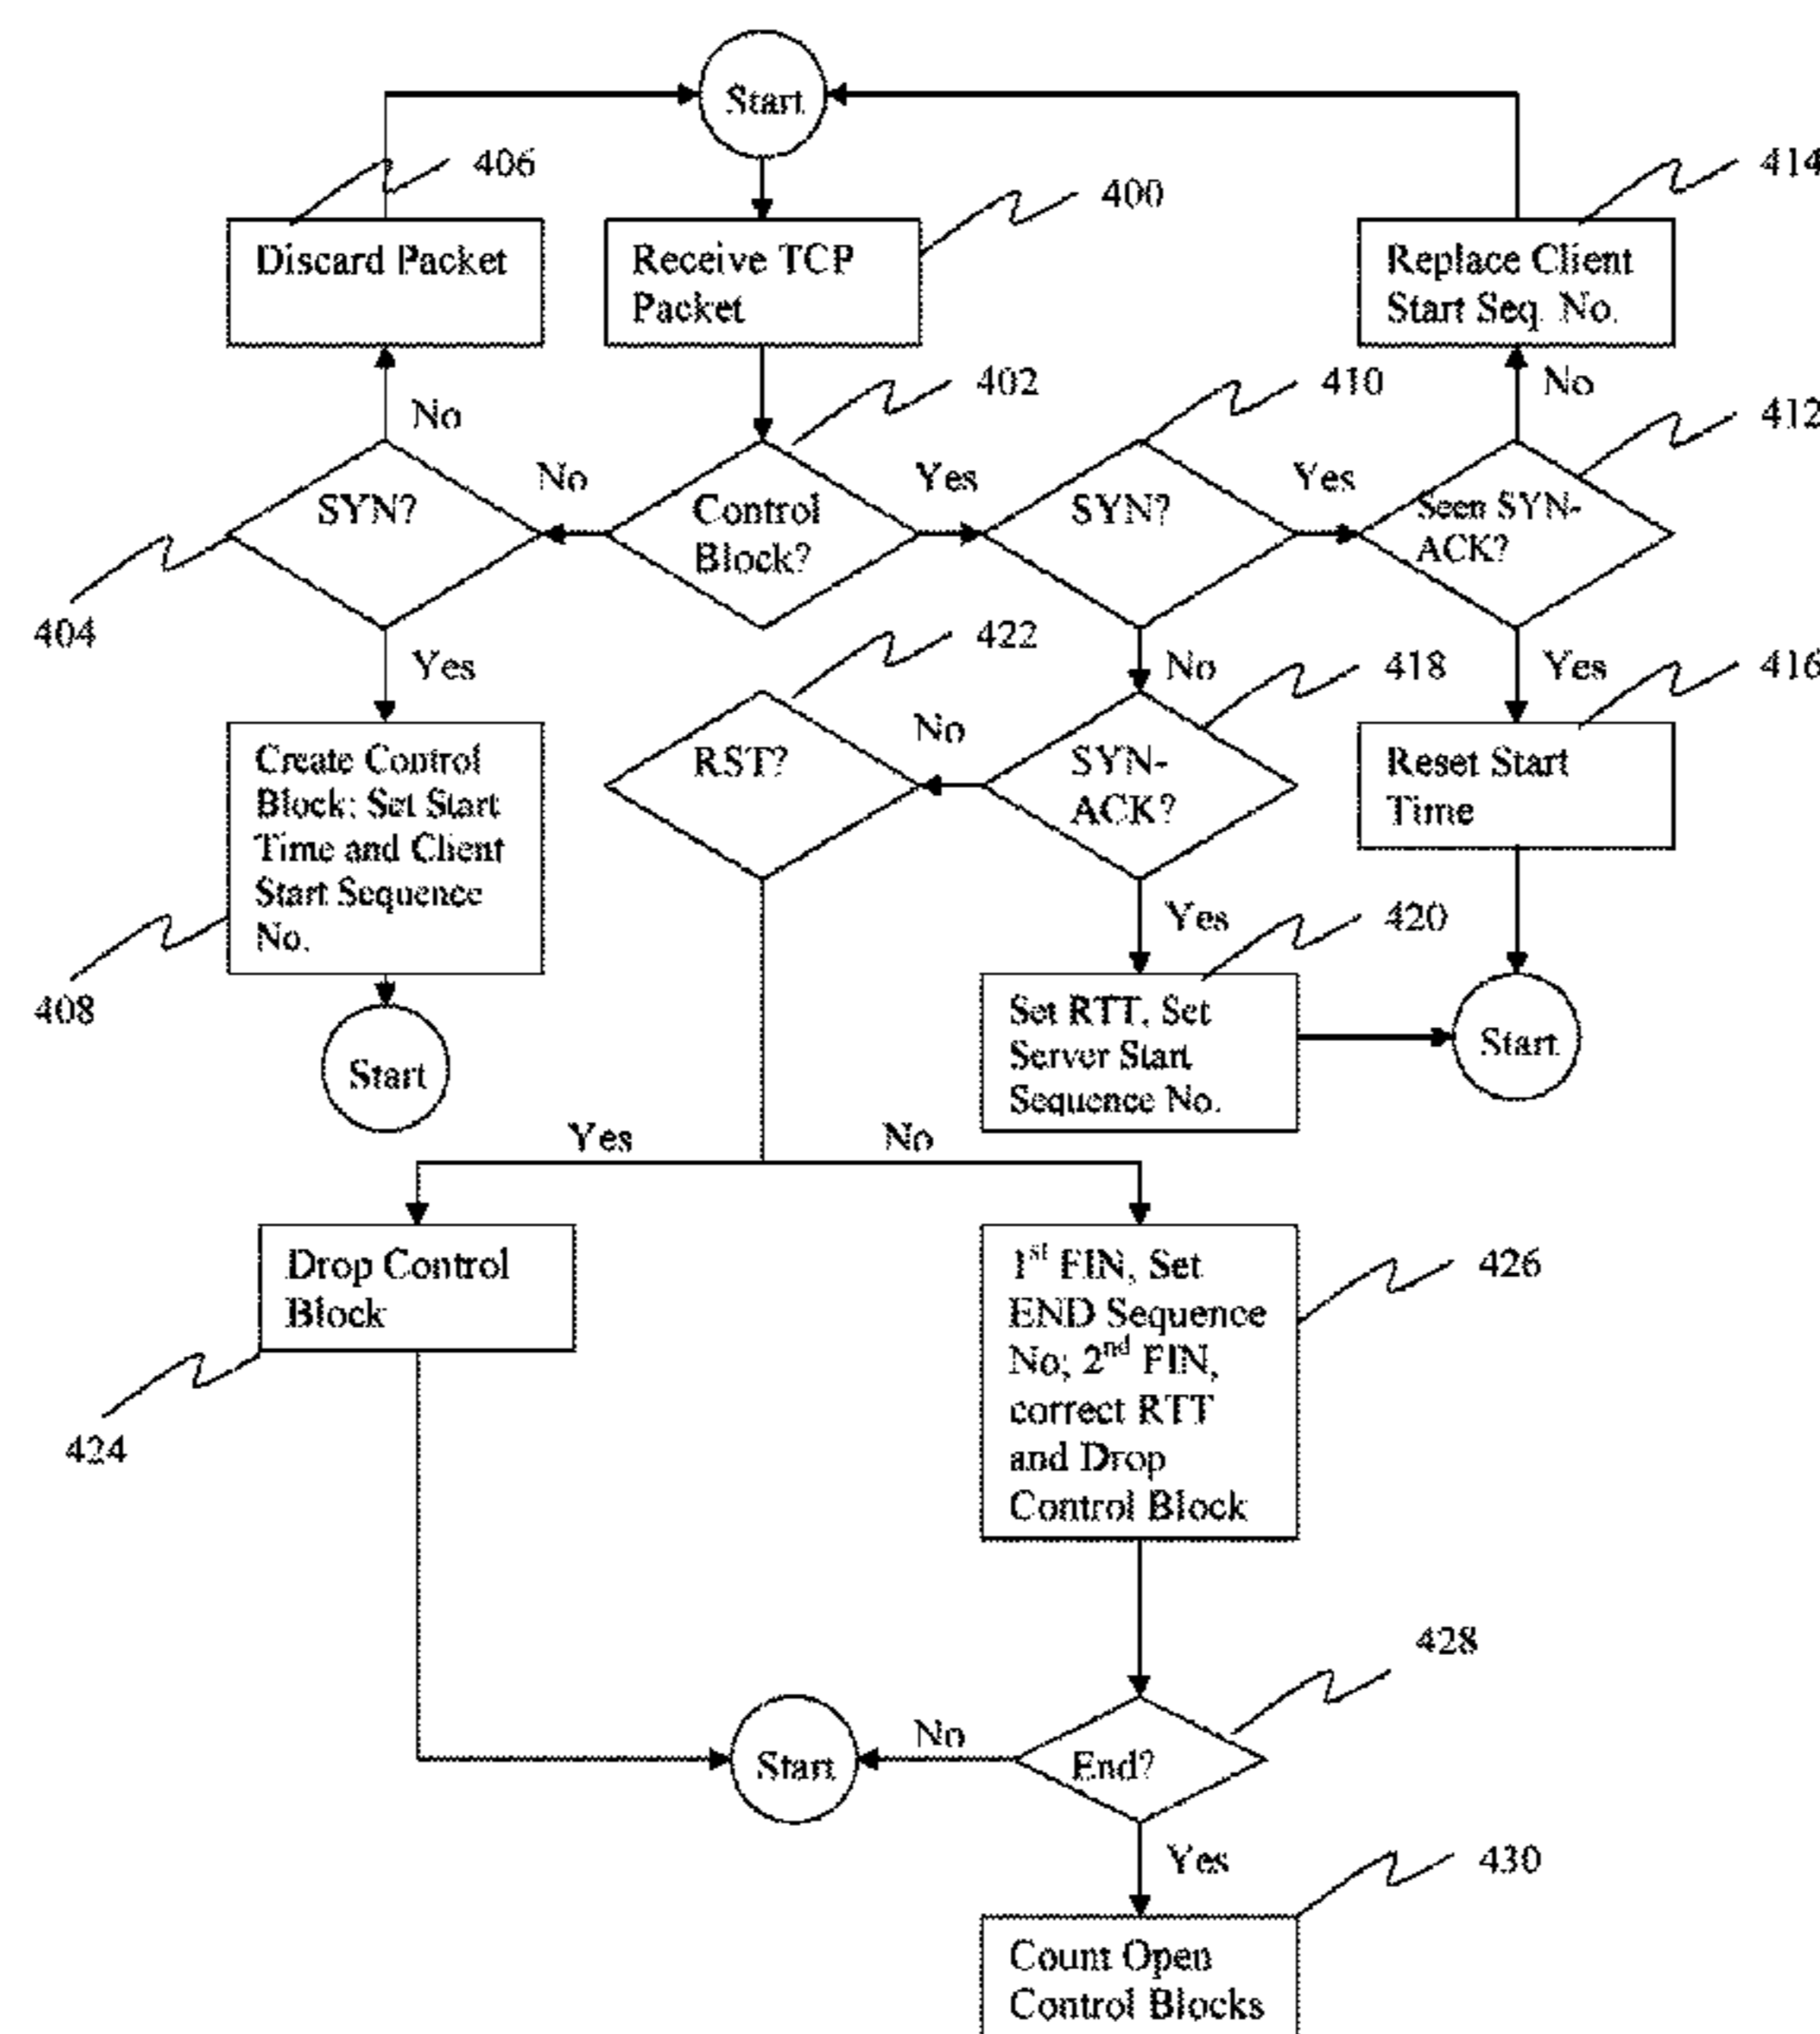 Start
406
400
414
Discard Packet
Receive TCP
Packet
Replace Client
Start Seq. No.
402
410
412
No
No
No
Yes
Yes
SYN?
Control
Block?
SYN?
Seen SYN-
ACK?
404
422
418
416
Yes
No
Yes
Create Control
Block; Set Start
Time and Client
Start Sequence
No.
RST?
No
SYN-
ACK?
Reset Start
Time
408
Yes
420
Start
Set RTT, Set
Server Start
Sequence No.
Start
Yes
No
Drop Control
Block
1st FIN, Set
END Sequence
No; 2nd FIN,
correct RTT
and Drop
Control Block
426
424
428
Start
No
End?
Yes
430
Count Open
Control Blocks